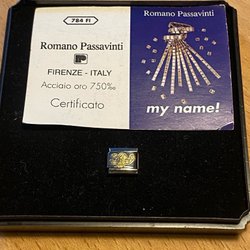 784 FI
Romano Passavinti
FIRENZE - ITALY
Acciaio oro 750‰
Certificato
Romano Passavinti
my name!